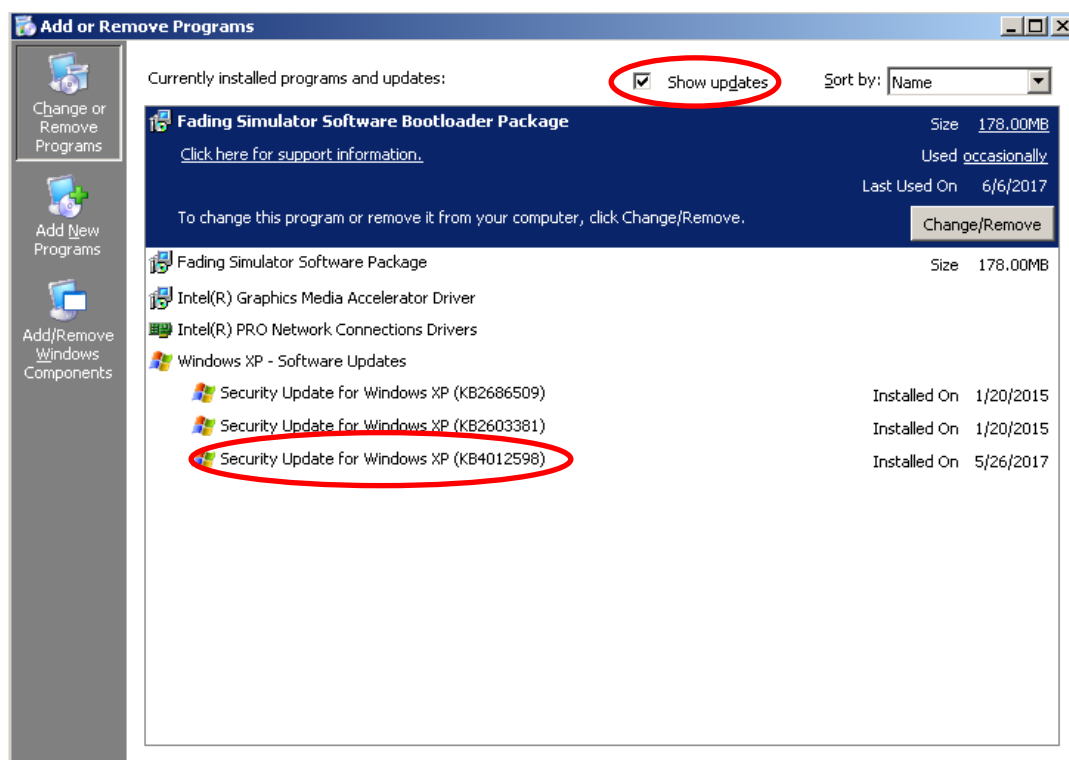 Add or Remove Programs
Currently installed programs and updates:
Show updates
Sort by: Name
Change or
Remove
Programs
Add New
Programs
Add/Remove
Windows
Components
Fading Simulator Software Bootloader Package
Size 178.00MB
Click here for support information.
Used occasionally
Last Used On 6/6/2017
To change this program or remove it from your computer, click Change/Remove.
Change/Remove
Fading Simulator Software Package
Size 178.00MB
Intel(R) Graphics Media Accelerator Driver
Intel(R) PRO Network Connections Drivers
Windows XP - Software Updates
Security Update for Windows XP (KB2686509)
Installed On 1/20/2015
Security Update for Windows XP (KB2603381)
Installed On 1/20/2015
Security Update for Windows XP (KB4012598)
Installed On 5/26/2017